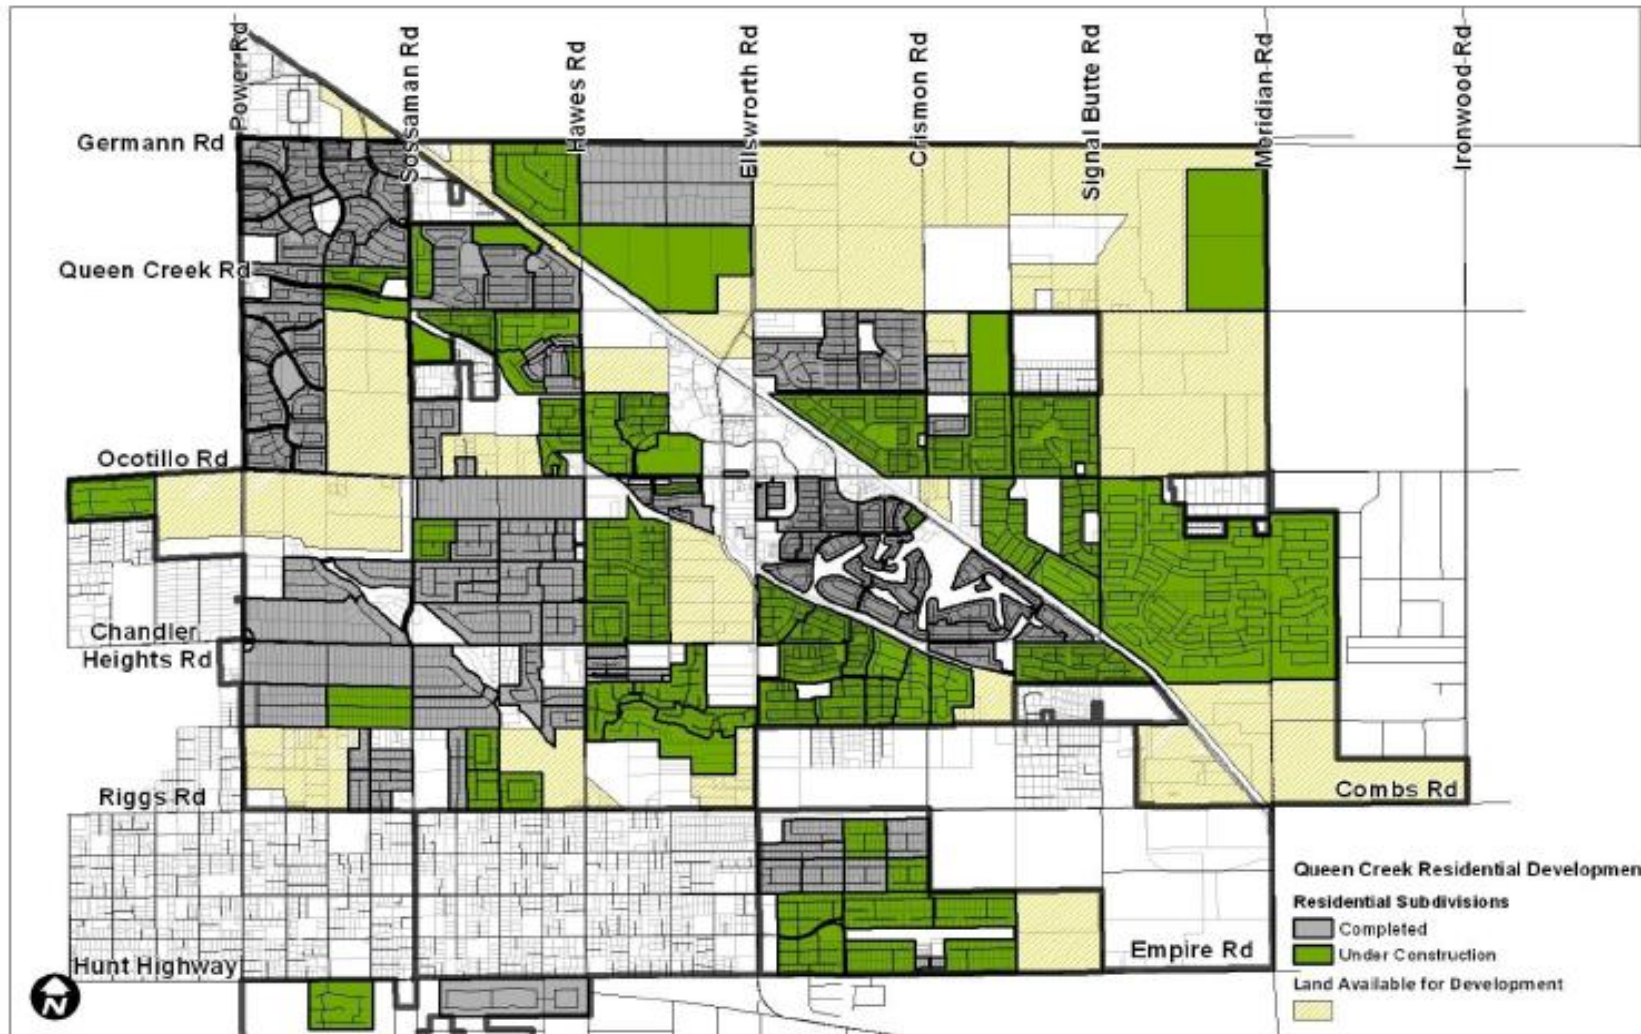 Power Rd
Sossaman Rd
Hawes Rd
Ellsworth Rd
Crismon Rd
Signal Butte Rd
Meridian Rd
Ironwood Rd
Germann Rd
Queen Creek Rd
Ocotillo Rd
Chandler
Heights Rd
Riggs Rd
Combs Rd
Hunt Highway
Empire Rd
N
Queen Creek Residential Developmen
Residential Subdivisions
Completed
Under Construction
Land Available for Development